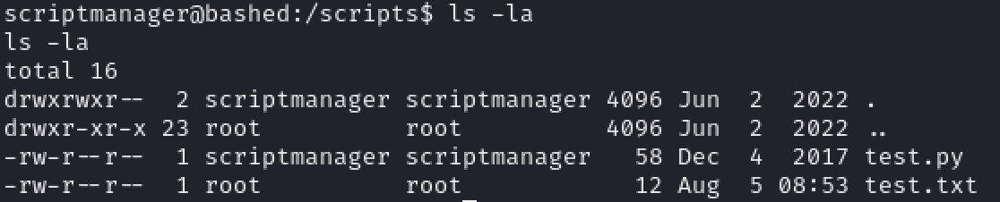 scriptmanager@bashed:/scripts$ ls -la
ls -la
total 16
drwxrwxr--  2 scriptmanager scriptmanager 4096 Jun  2  2022 .
drwxr-xr-x 23 root          root          4096 Jun  2  2022 ..
-rw-r--r--  1 scriptmanager scriptmanager   58 Dec  4  2017 test.py
-rw-r--r--  1 root          root            12 Aug  5 08:53 test.txt